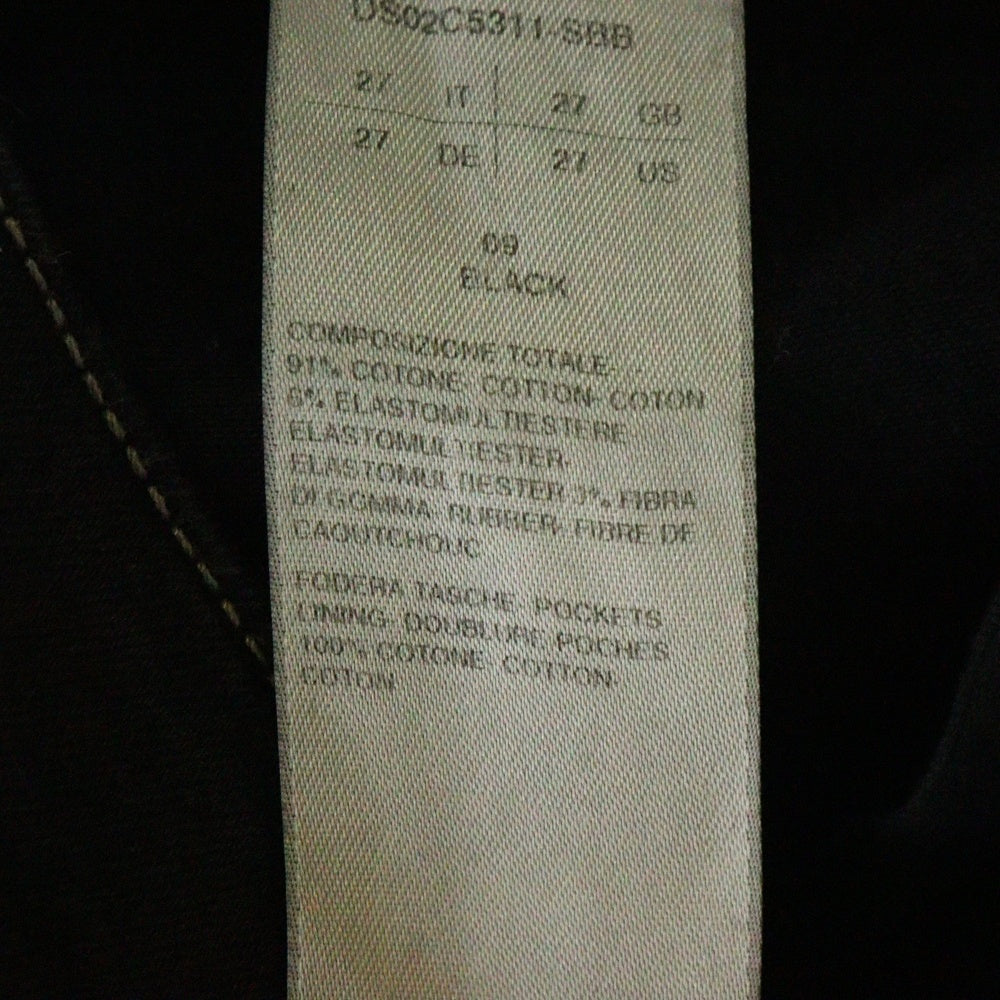 DS02C5311-SBB
27 IT 27 GB
27 DE 27 US
09
BLACK
COMPOSIZIONE TOTALE:
91% COTONE- COTTON- COTON
6% ELASTOMULTIESTERE-
ELASTOMULTIESTER-
ELASTOMULTIESTER 3% FIBRA
DI GOMMA, RUBBER, FIBRE DE
CAOUTCHOUC
FODERA TASCHE, POCKETS
LINING, DOUBLURE POCHES
100% COTONE, COTTON,
COTON